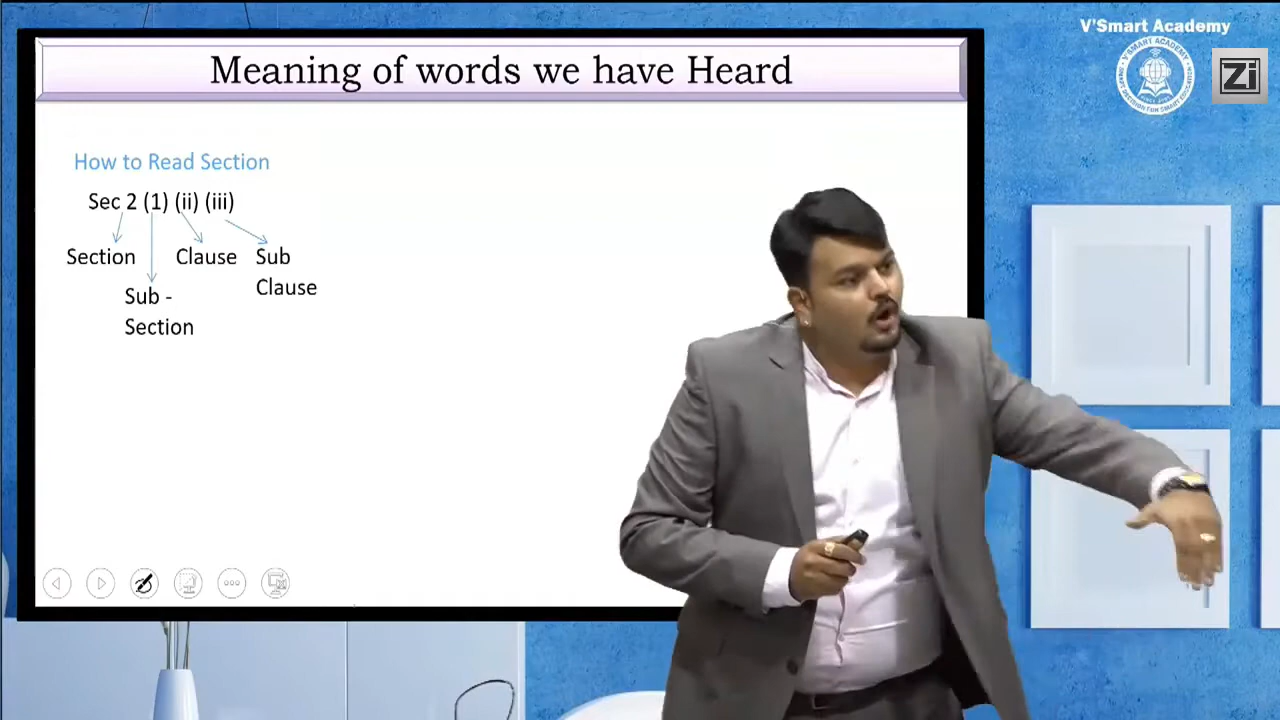 V'Smart Academy
Zi
Meaning of words we have Heard
How to Read Section
Sec 2 (1) (ii) (iii)
Section
Clause
Sub
Clause
Sub -
Section